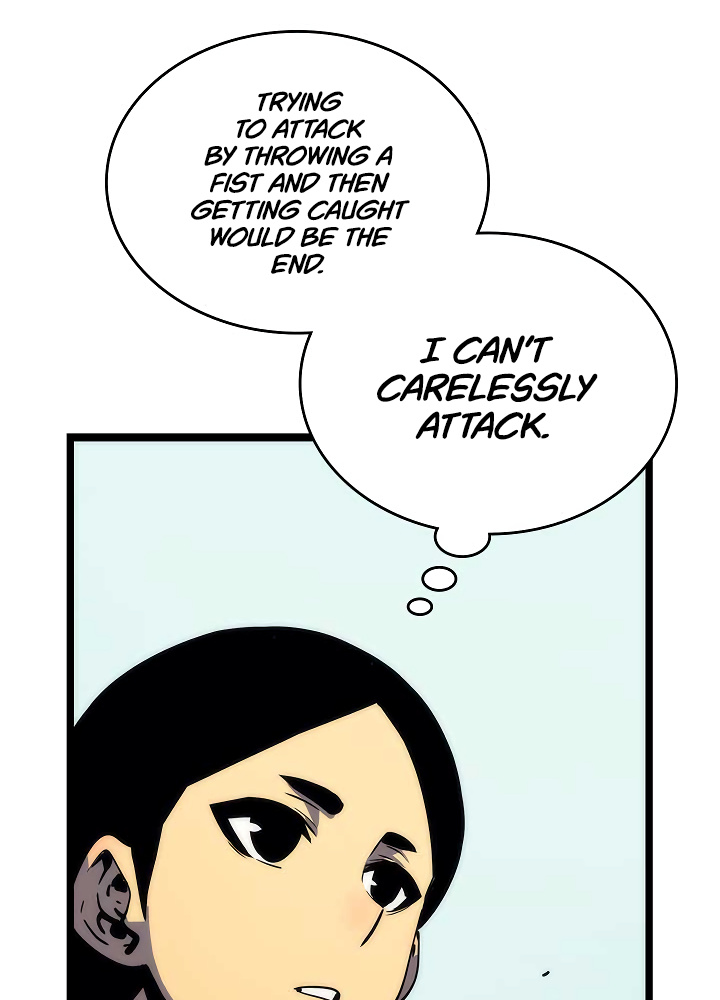 TRYING
TO ATTACK
BY THROWING A
FIST AND THEN
GETTING CAUGHT
WOULD BE THE
END.
I CAN'T
CARELESSLY
ATTACK.